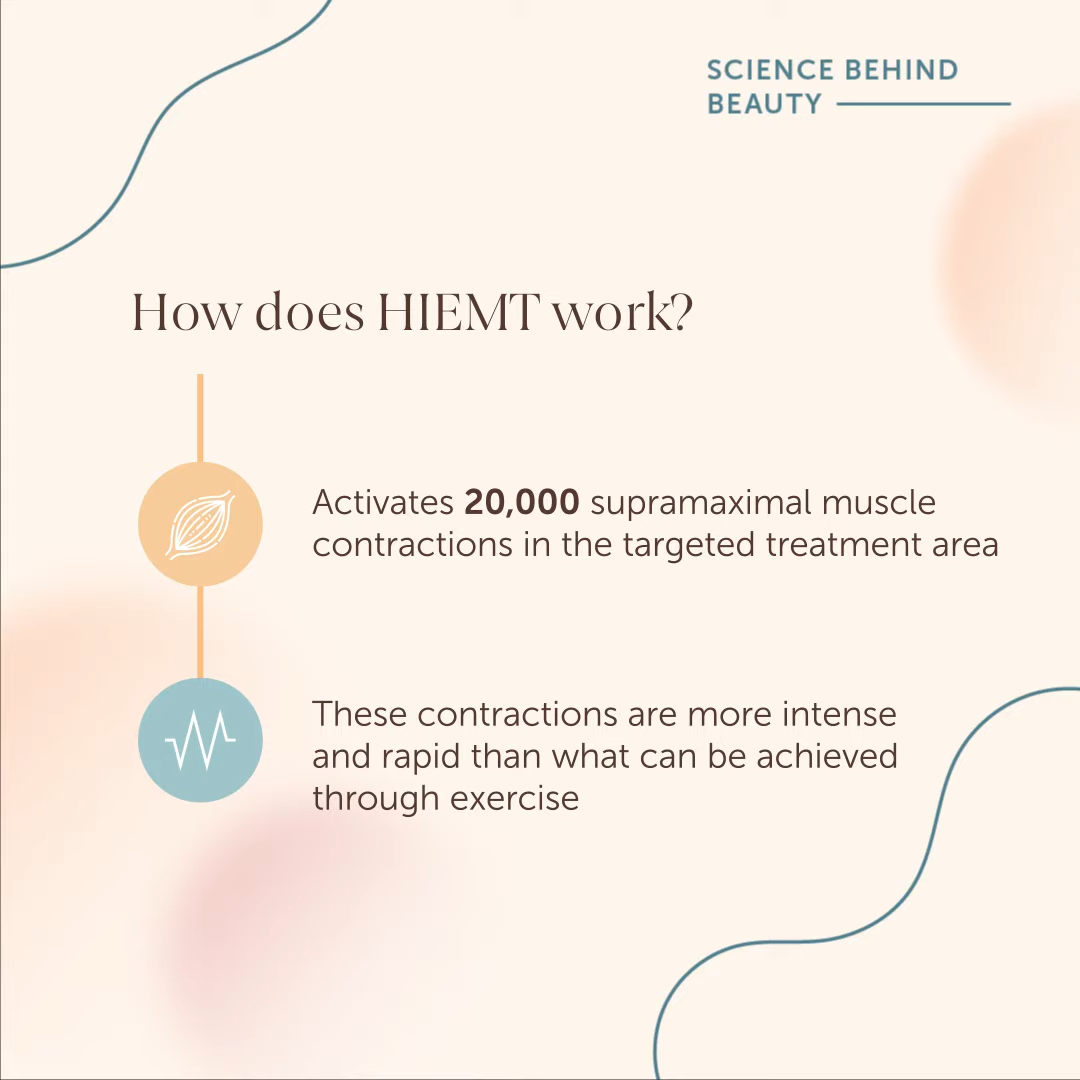 SCIENCE BEHIND
BEAUTY
How does HIEMT work?
Activates 20,000 supramaximal muscle
contractions in the targeted treatment area
These contractions are more intense
and rapid than what can be achieved
through exercise